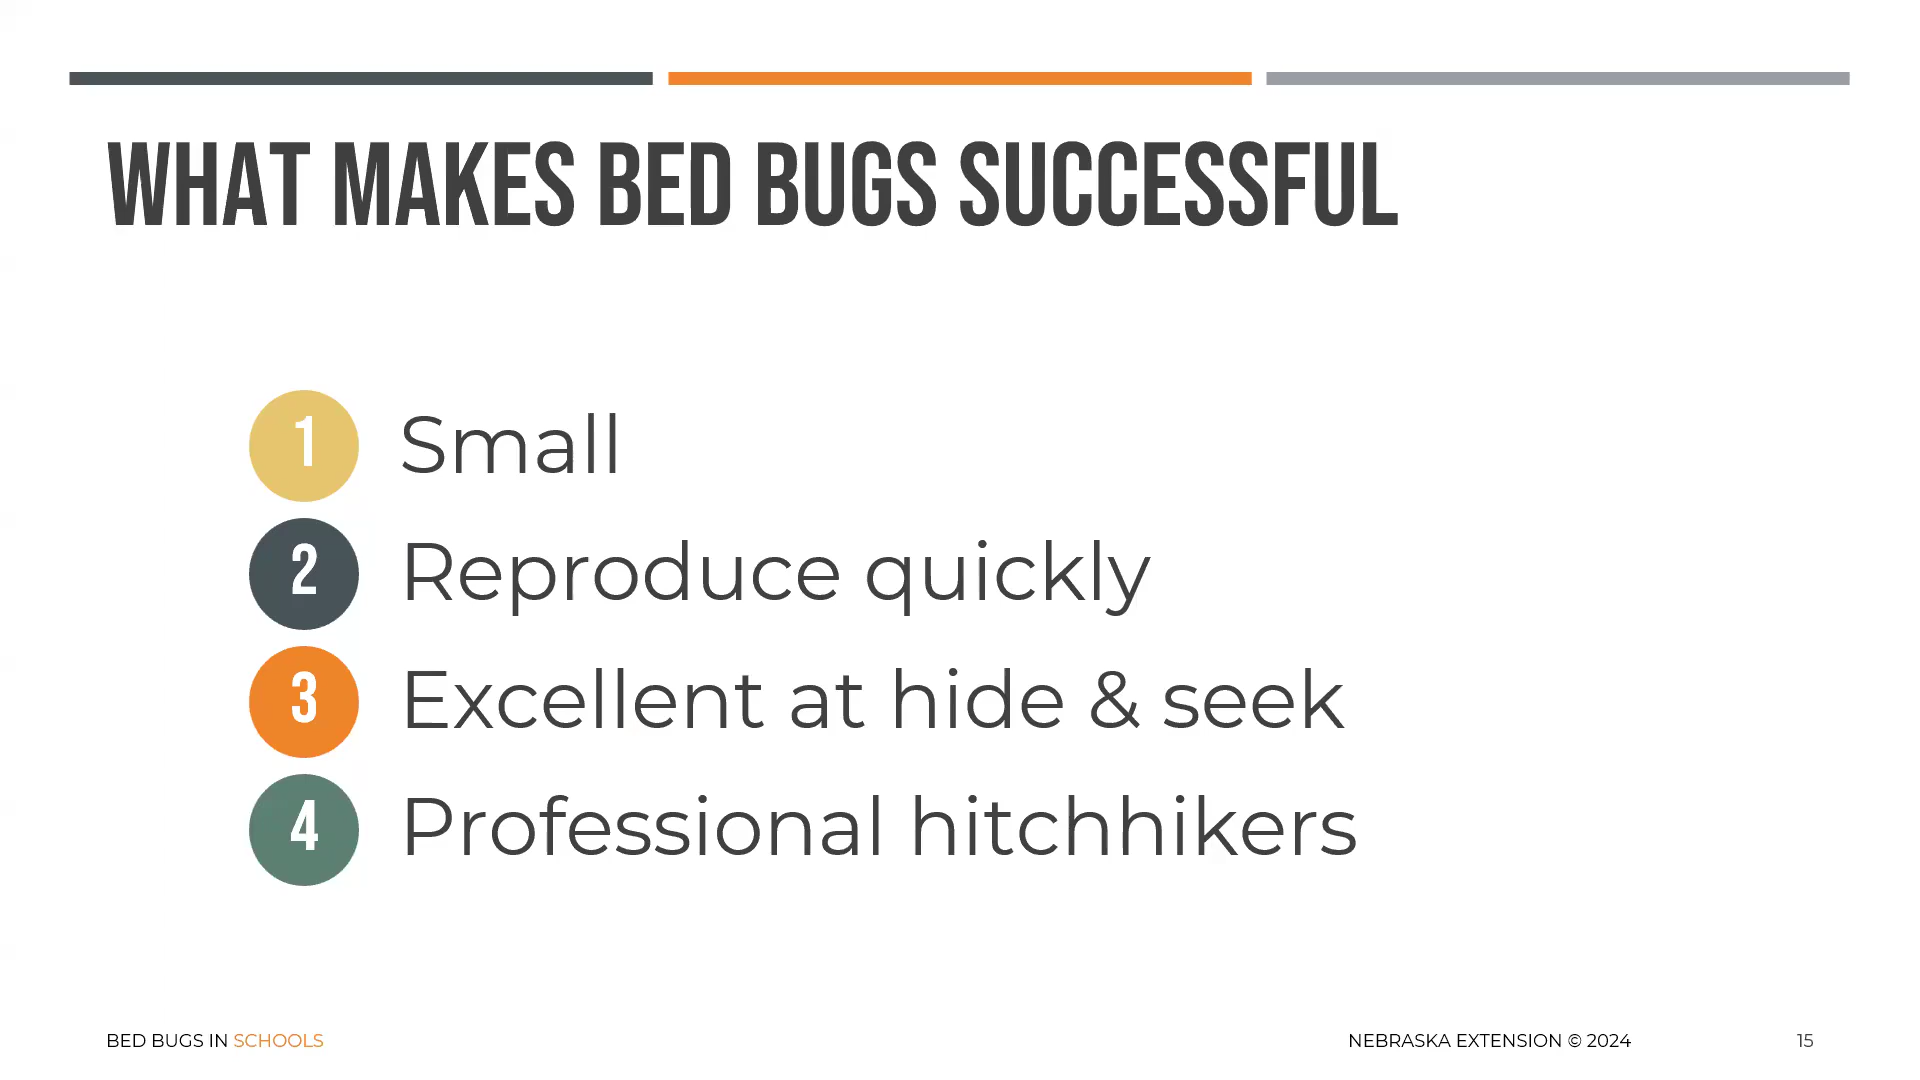 WHAT MAKES BED BUGS SUCCESSFUL
1 Small
2 Reproduce quickly
3 Excellent at hide & seek
4 Professional hitchhikers
BED BUGS IN SCHOOLS NEBRASKA EXTENSION © 2024 15